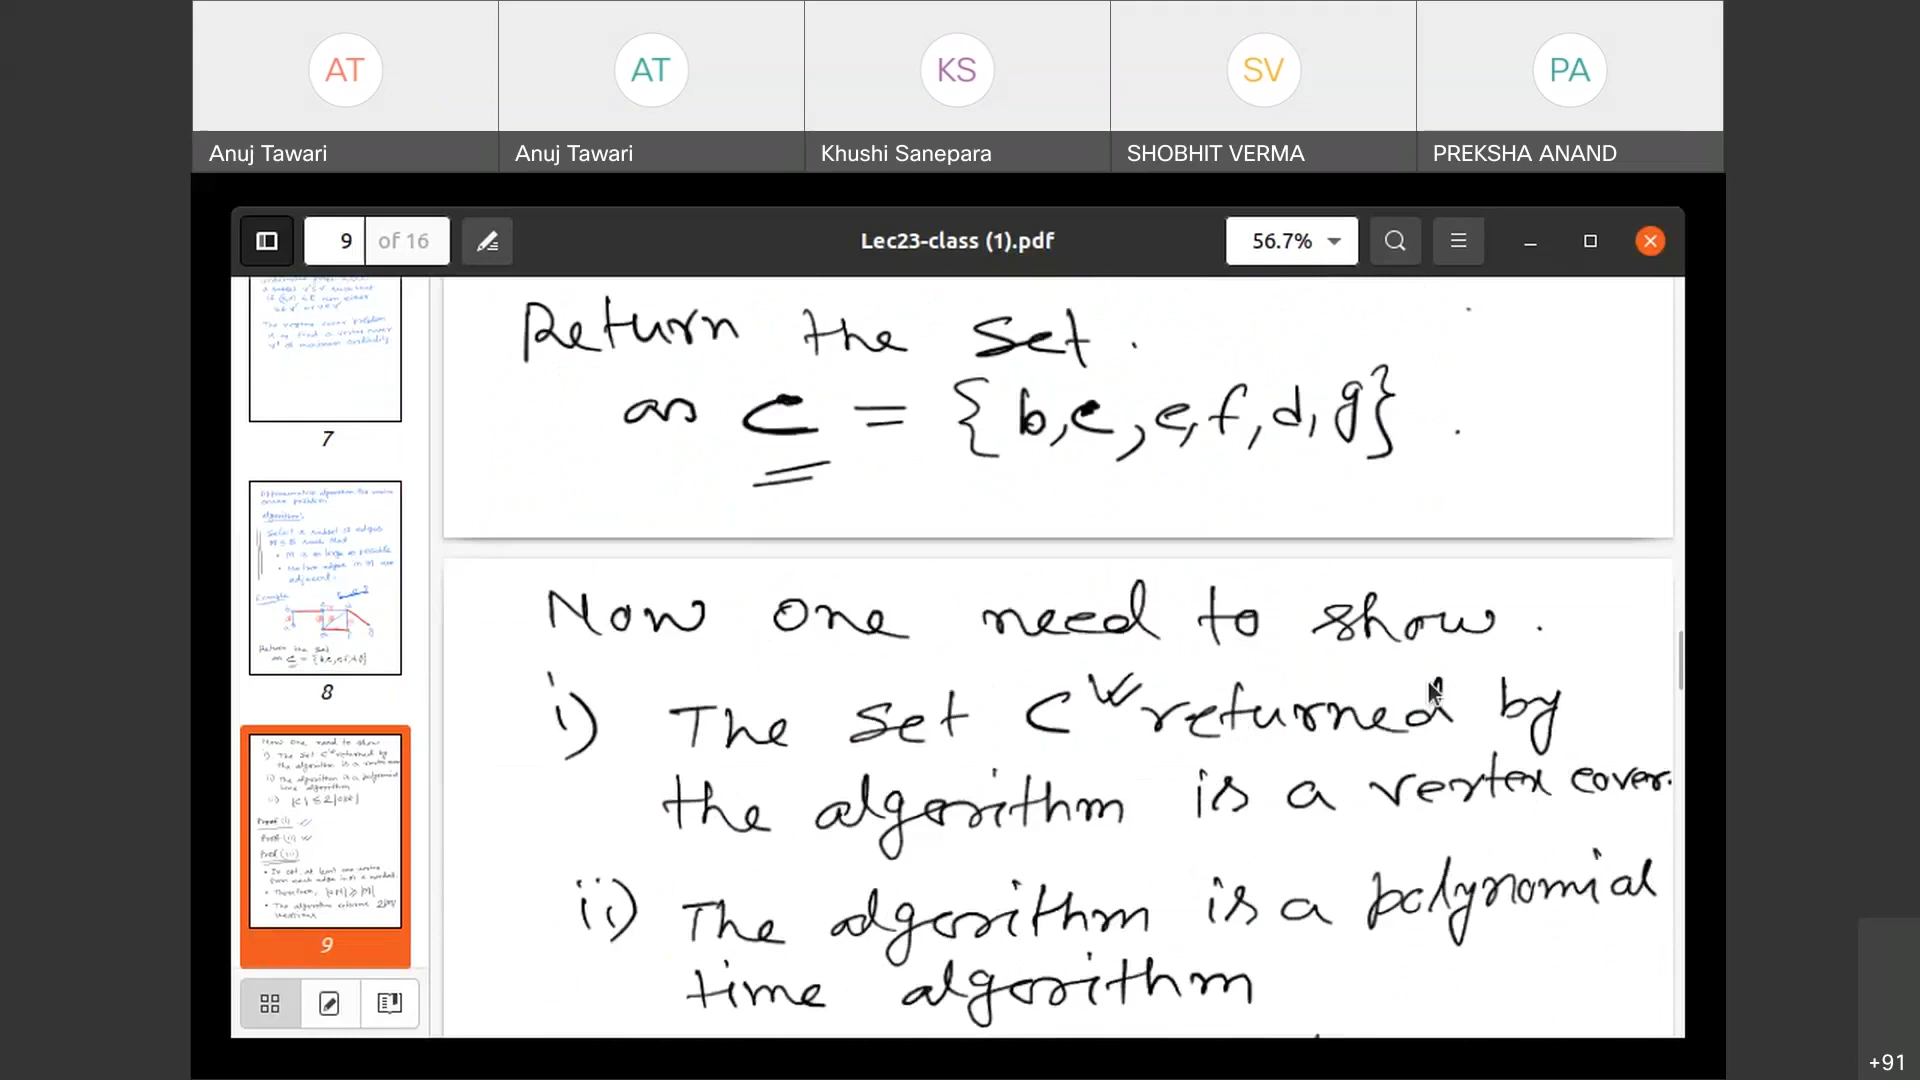 AT
AT
KS
SV
PA
Anuj Tawari
Anuj Tawari
Khushi Sanepara
SHOBHIT VERMA
PREKSHA ANAND
9 of 16
Lec23-class (1).pdf
56.7%
7
8
9
Return the set.
as C = {b,c,e,f,d,g}.
Now one need to show.
i) The set C returned by
the algorithm is a vertex cover.
ii) The algorithm is a polynomial
time algorithm
+91